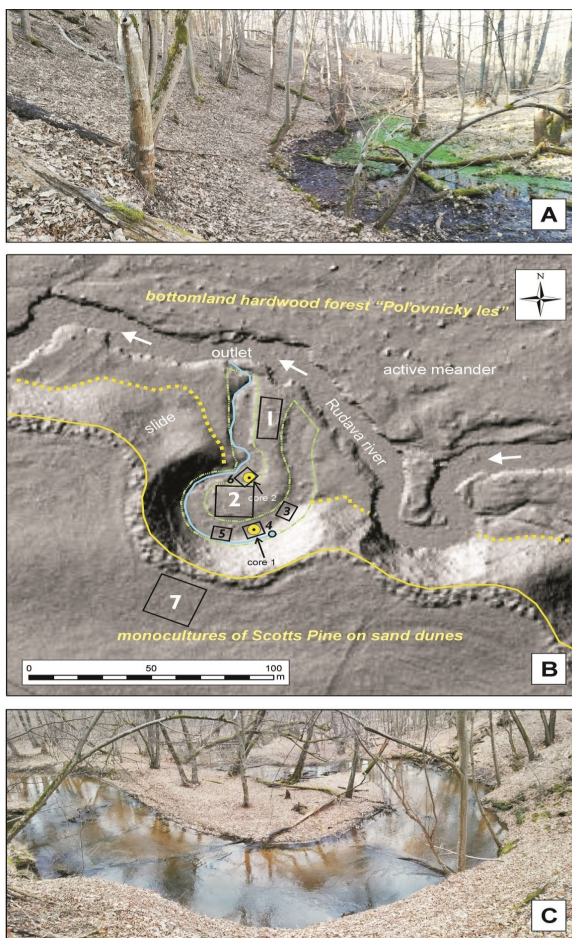 A
N
bottomland hardwood forest “Poľovnicky les”
outlet
active meander
slide
Rudava river
1
6
2
core 2
3
5
4
core 1
7
monocultures of Scotts Pine on sand dunes
0 50 100
m
B
C